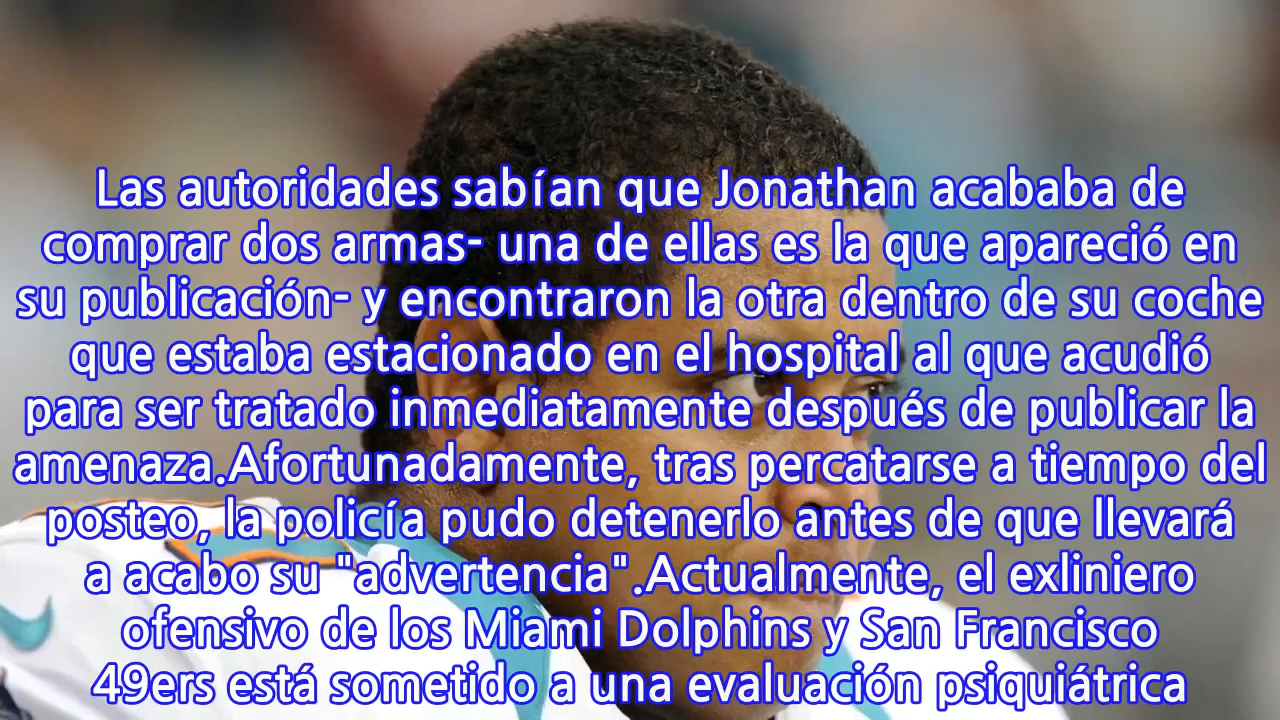 Las autoridades sabían que Jonathan acababa de
comprar dos armas- una de ellas es la que apareció en
su publicación- y encontraron la otra dentro de su coche
que estaba estacionado en el hospital al que acudió
para ser tratado inmediatamente después de publicar la
amenaza.Afortunadamente, tras percatarse a tiempo del
posteo, la policía pudo detenerlo antes de que llevará
a acabo su "advertencia".Actualmente, el exliniero
ofensivo de los Miami Dolphins y San Francisco
49ers está sometido a una evaluación psiquiátrica